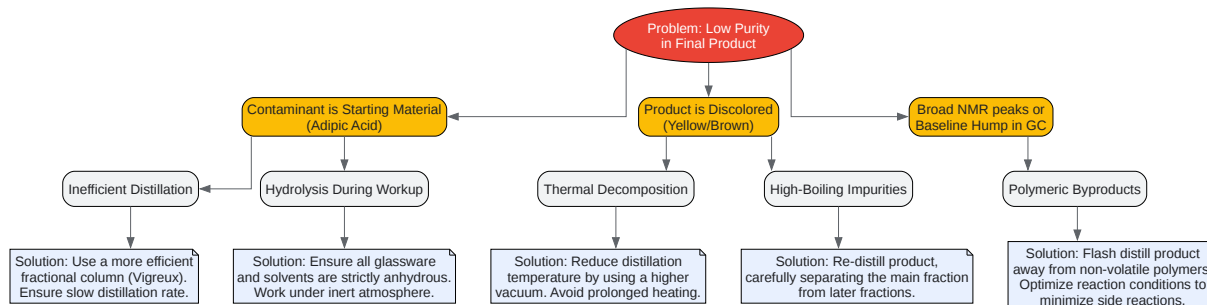 Problem: Low Purity
in Final Product
Contaminant is Starting Material
(Adipic Acid)
Product is Discolored
(Yellow/Brown)
Broad NMR peaks or
Baseline Hump in GC
Inefficient Distillation
Hydrolysis During Workup
Thermal Decomposition
High-Boiling Impurities
Polymeric Byproducts
Solution: Use a more efficient
fractional column (Vigreux).
Ensure slow distillation rate.
Solution: Ensure all glassware
and solvents are strictly anhydrous.
Work under inert atmosphere.
Solution: Reduce distillation
temperature by using a higher
vacuum. Avoid prolonged heating.
Solution: Re-distill product,
carefully separating the main fraction
from later fractions.
Solution: Flash distill product
away from non-volatile polymers.
Optimize reaction conditions to
minimize side reactions.